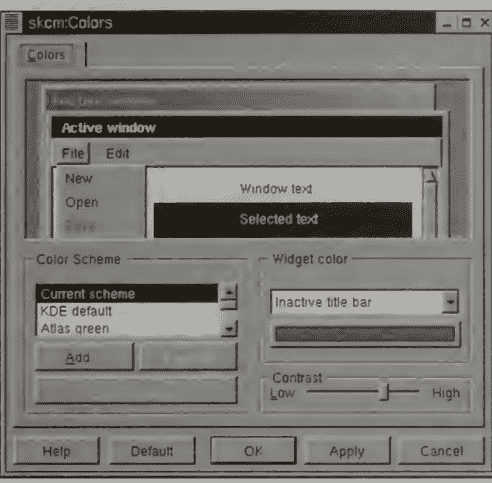 skcm:Colors
Colors
Active window
File Edit
New
Window text
Open
Selected text
Color Scheme
Widget color
Current scheme
KDE default
Atlas green
Inactive title bar
Add
Contrast
Low High
Help Default OK Apply Cancel